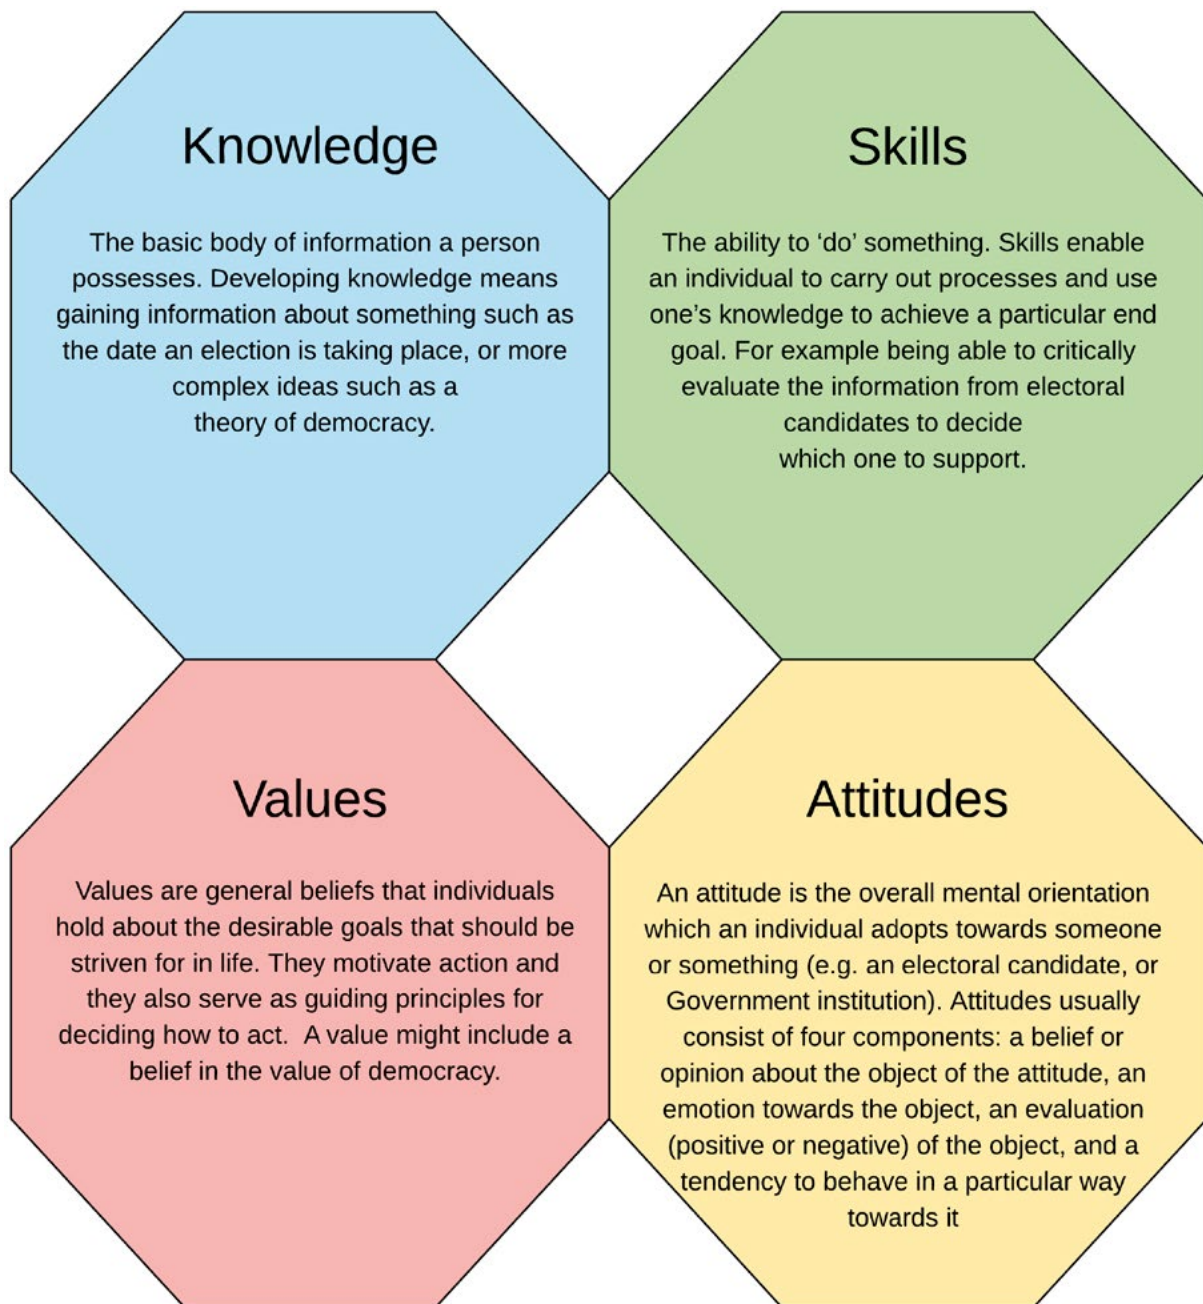 Knowledge
The basic body of information a person
possesses. Developing knowledge means
gaining information about something such as
the date an election is taking place, or more
complex ideas such as a
theory of democracy.
Skills
The ability to ‘do’ something. Skills enable
an individual to carry out processes and use
one’s knowledge to achieve a particular end
goal. For example being able to critically
evaluate the information from electoral
candidates to decide
which one to support.
Values
Values are general beliefs that individuals
hold about the desirable goals that should be
striven for in life. They motivate action and
they also serve as guiding principles for
deciding how to act.  A value might include a
belief in the value of democracy.
Attitudes
An attitude is the overall mental orientation
which an individual adopts towards someone
or something (e.g. an electoral candidate, or
Government institution). Attitudes usually
consist of four components: a belief or
opinion about the object of the attitude, an
emotion towards the object, an evaluation
(positive or negative) of the object, and a
tendency to behave in a particular way
towards it